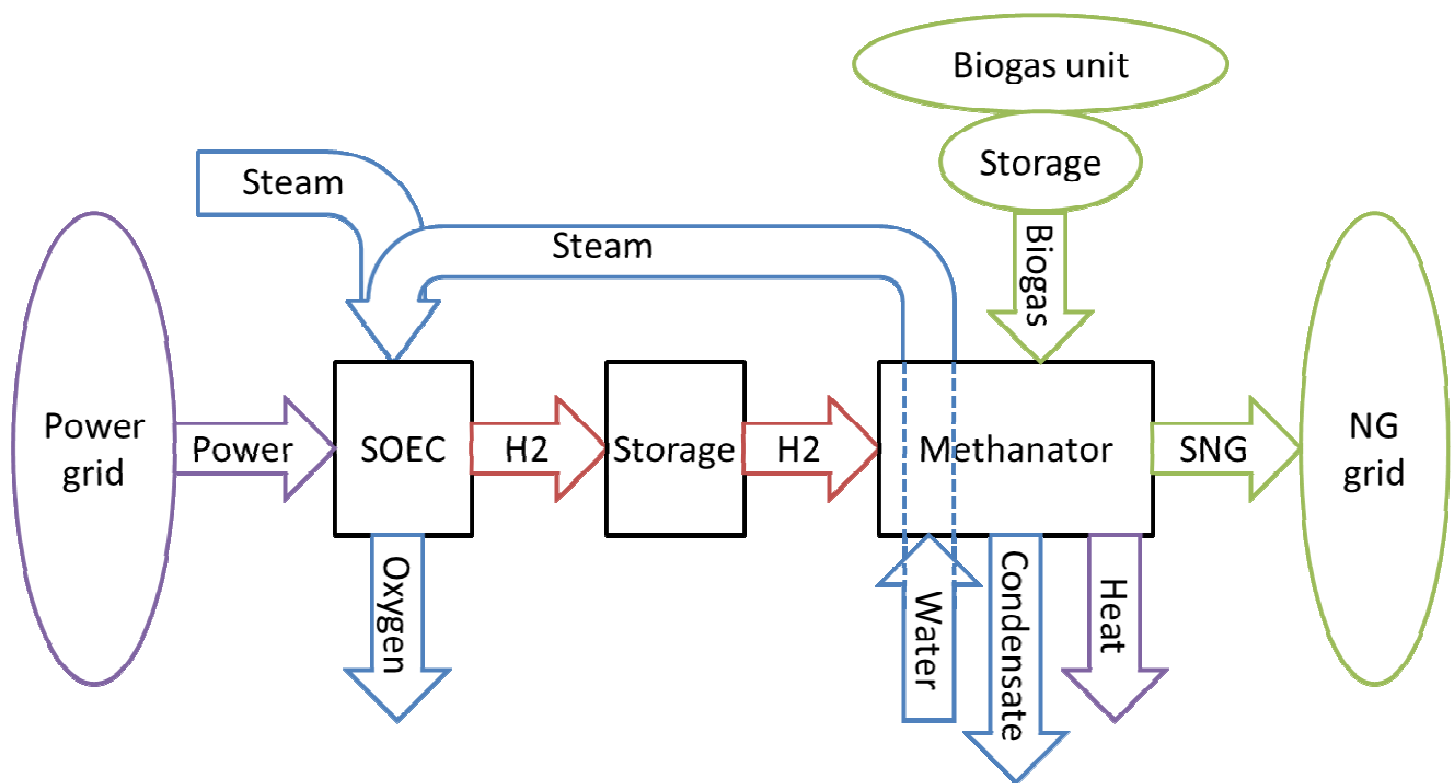 Biogas unit
Storage
Steam
Steam
Biogas
Power
grid
Power
SOEC
H2
Storage
H2
Methanator
SNG
NG
grid
Oxygen
Water
Condensate
Heat